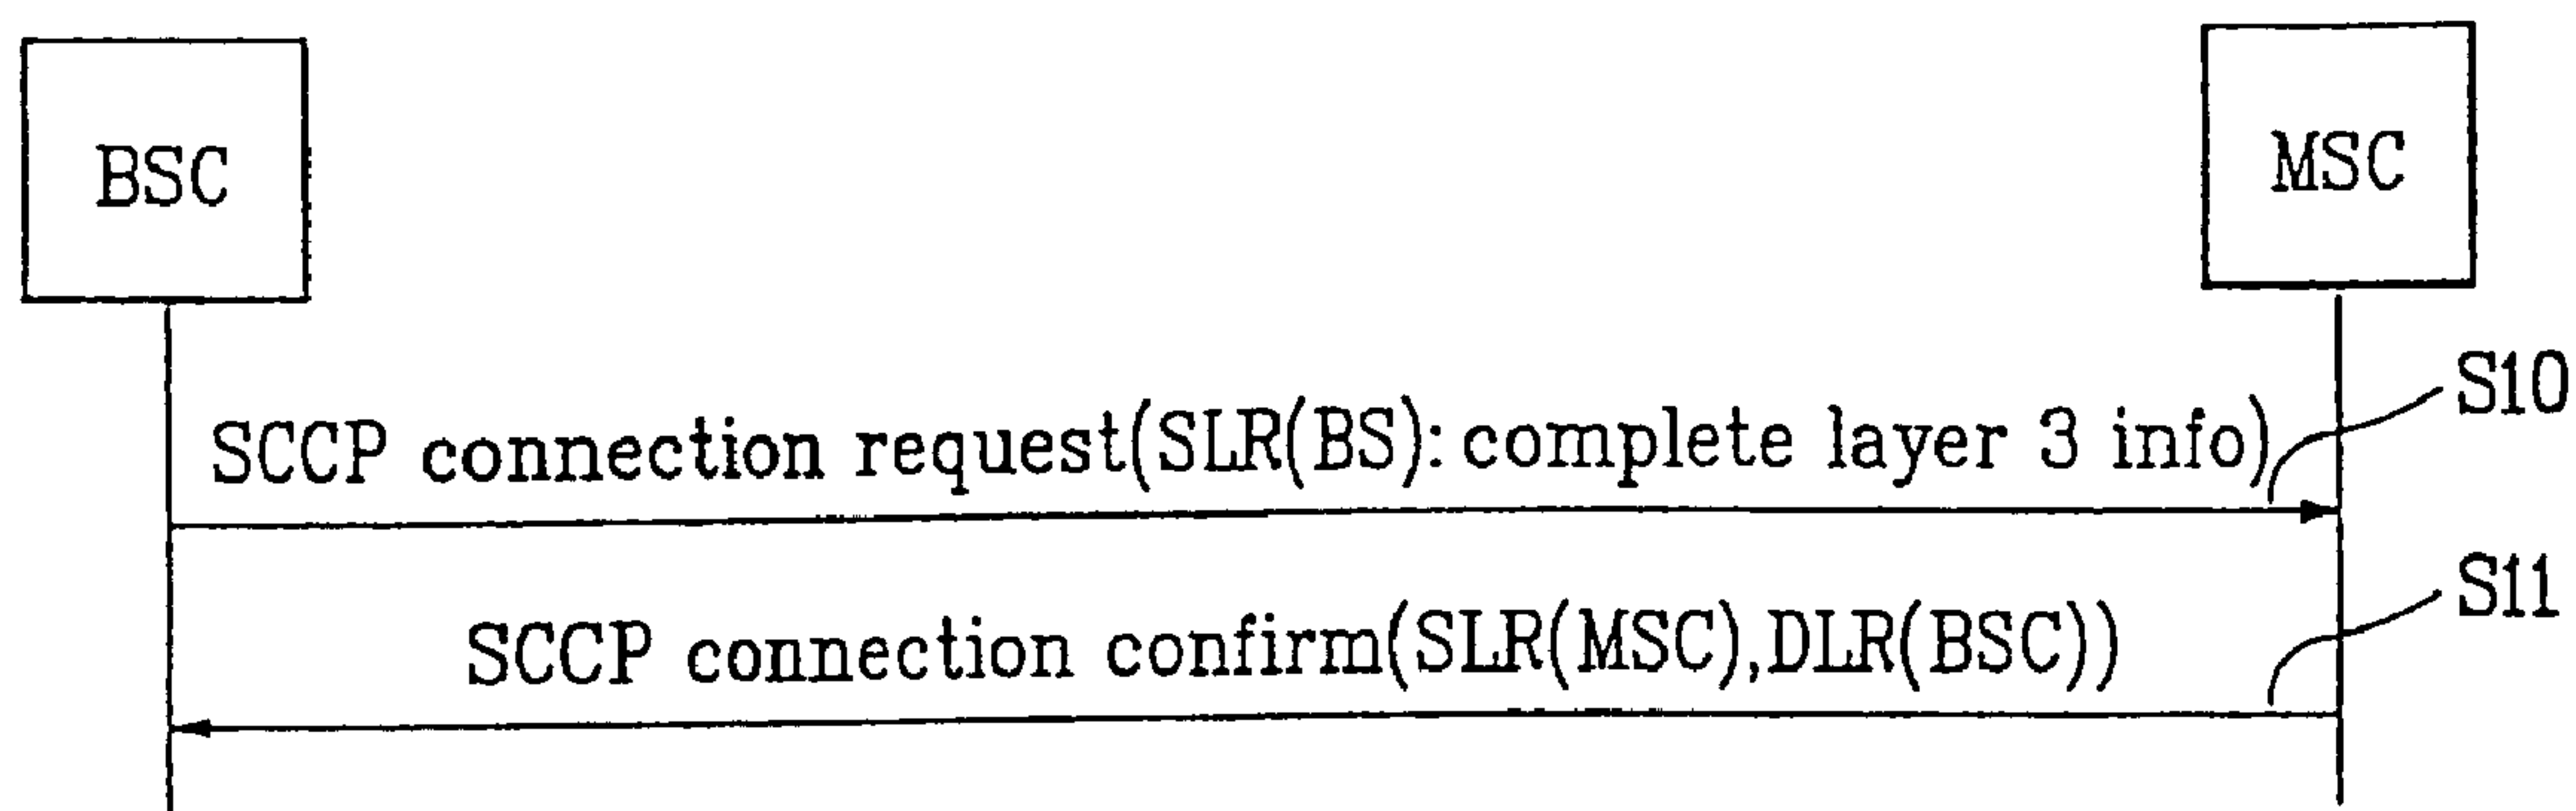 BSC
MSC
S10
SCCP connection request(SLR(BS): complete layer 3 info)
S11
SCCP connection confirm(SLR(MSC),DLR(BSC))